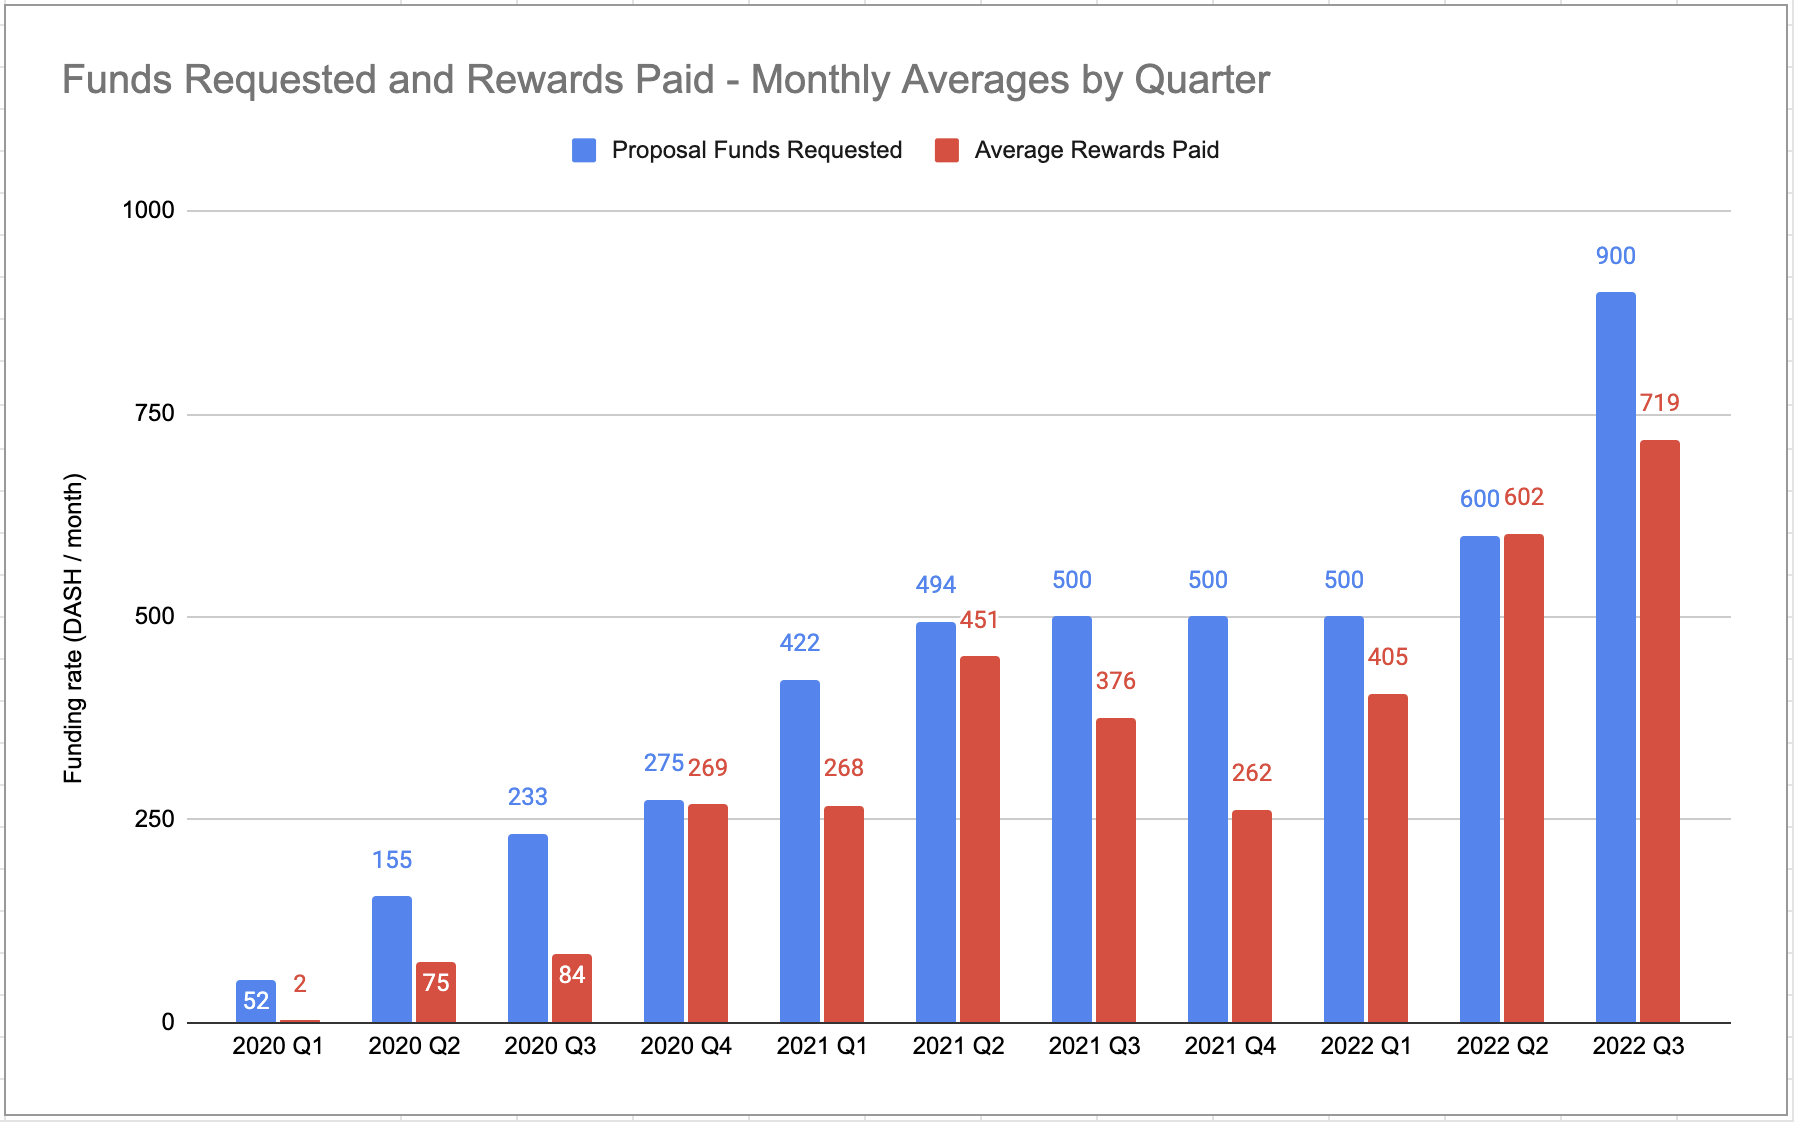 Funds Requested and Rewards Paid - Monthly Averages by Quarter
Proposal Funds Requested
Average Rewards Paid
Funding rate (DASH / month)
1000
750
500
250
0
52
2
155
75
233
84
275
269
422
268
494
451
500
376
500
262
500
405
600
602
900
719
2020 Q1
2020 Q2
2020 Q3
2020 Q4
2021 Q1
2021 Q2
2021 Q3
2021 Q4
2022 Q1
2022 Q2
2022 Q3